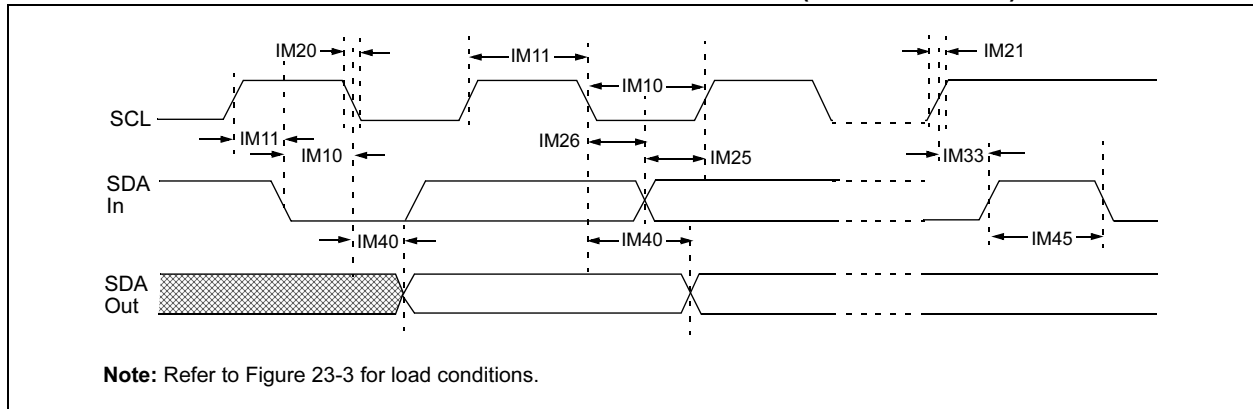 IM20
IM11
IM21
IM10
SCL
IM11
IM10
IM26
IM25
IM33
SDA
In
IM40
IM40
IM45
SDA
Out
Note: Refer to Figure 23-3 for load conditions.